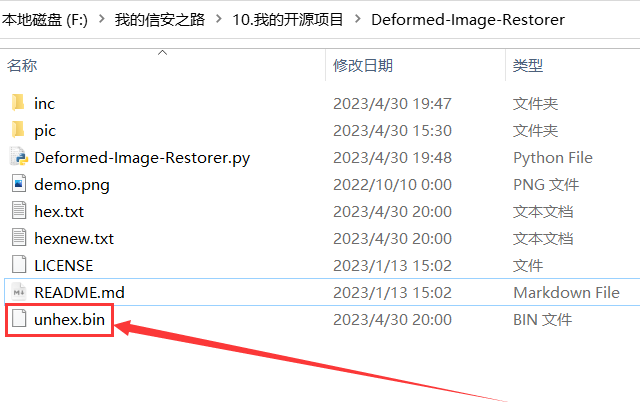 本地磁盘 (F:) › 我的信安之路 › 10.我的开源项目 › Deformed-Image-Restorer
名称 修改日期 类型
inc 2023/4/30 19:47 文件夹
pic 2023/4/30 15:30 文件夹
Deformed-Image-Restorer.py 2023/4/30 19:48 Python File
demo.png 2022/10/10 0:00 PNG 文件
hex.txt 2023/4/30 20:00 文本文档
hexnew.txt 2023/4/30 20:00 文本文档
LICENSE 2023/1/13 15:02 文件
README.md 2023/1/13 15:02 Markdown File
unhex.bin 2023/4/30 20:00 BIN 文件